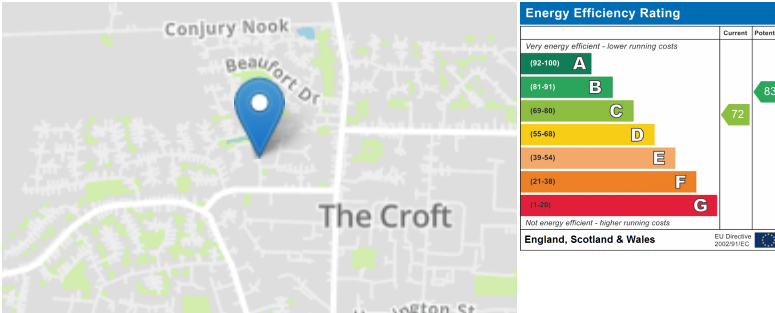 Conjury Nook
Beaufort Dr
The Croft
Energy Efficiency Rating
Current
Potent
Very energy efficient - lower running costs
(92-100) A
(81-91) B
83
(69-80) C
72
(55-68) D
(39-54) E
(21-38) F
(1-20) G
Not energy efficient - higher running costs
England, Scotland & Wales
EU Directive
2002/91/EC